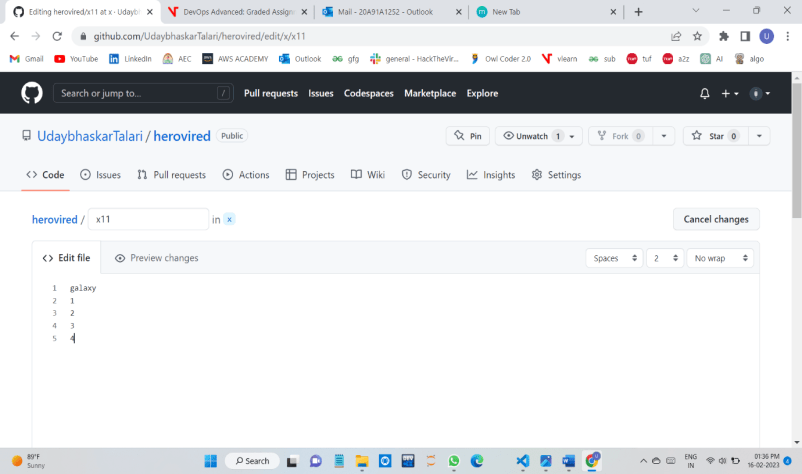 Editing herovired/x11 at x · Udayb
DevOps Advanced: Graded Assign
Mail - 20A91A1252 - Outlook
New Tab
github.com/UdaybhaskarTalari/herovired/edit/x/x11
Gmail YouTube LinkedIn AEC AWS ACADEMY Outlook gfg general - HackTheVir... Owl Coder 2.0 vlearn sub tuf a2z AI algo
Search or jump to... / Pull requests Issues Codespaces Marketplace Explore
UdaybhaskarTalari / herovired Public Pin Unwatch 1 Fork 0 Star 0
Code Issues Pull requests Actions Projects Wiki Security Insights Settings
herovired / x11 in x Cancel changes
Edit file Preview changes Spaces 2 No wrap
1 galaxy
2 1
3 2
4 3
5 4
89°F
Sunny
Search
ENG
IN
01:36 PM
16-02-2023